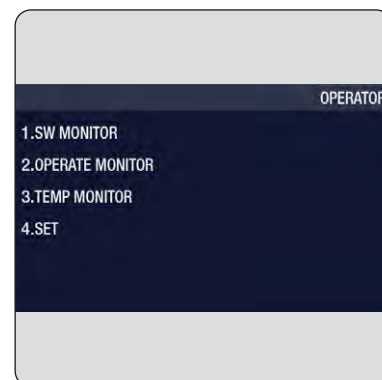 OPERATOR
1.SW MONITOR
2.OPERATE MONITOR
3.TEMP MONITOR
4.SET